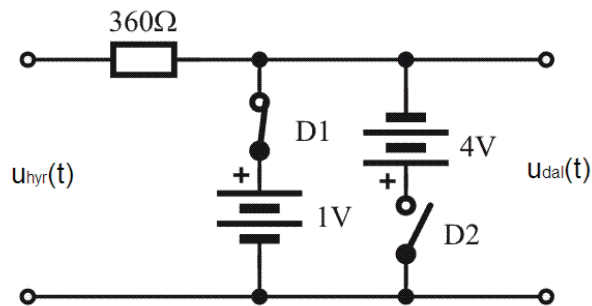 360Ω
D1
+
4V
uhyr(t)
+
udal(t)
1V
D2